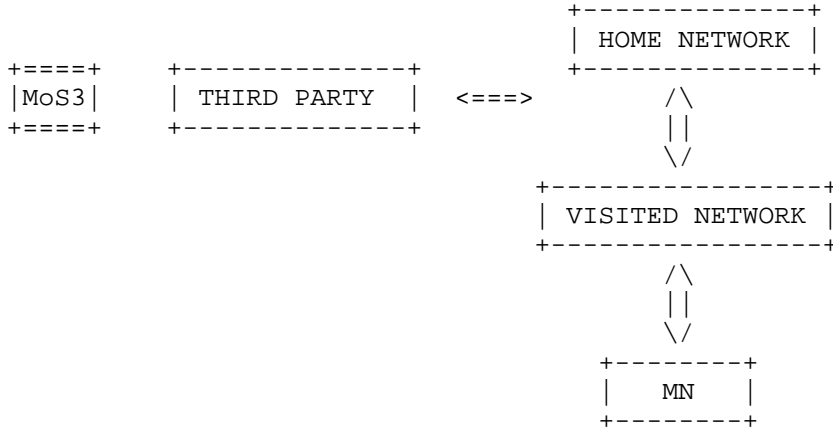 HOME NETWORK
MoS3 THIRD PARTY <===>
VISITED NETWORK
MN